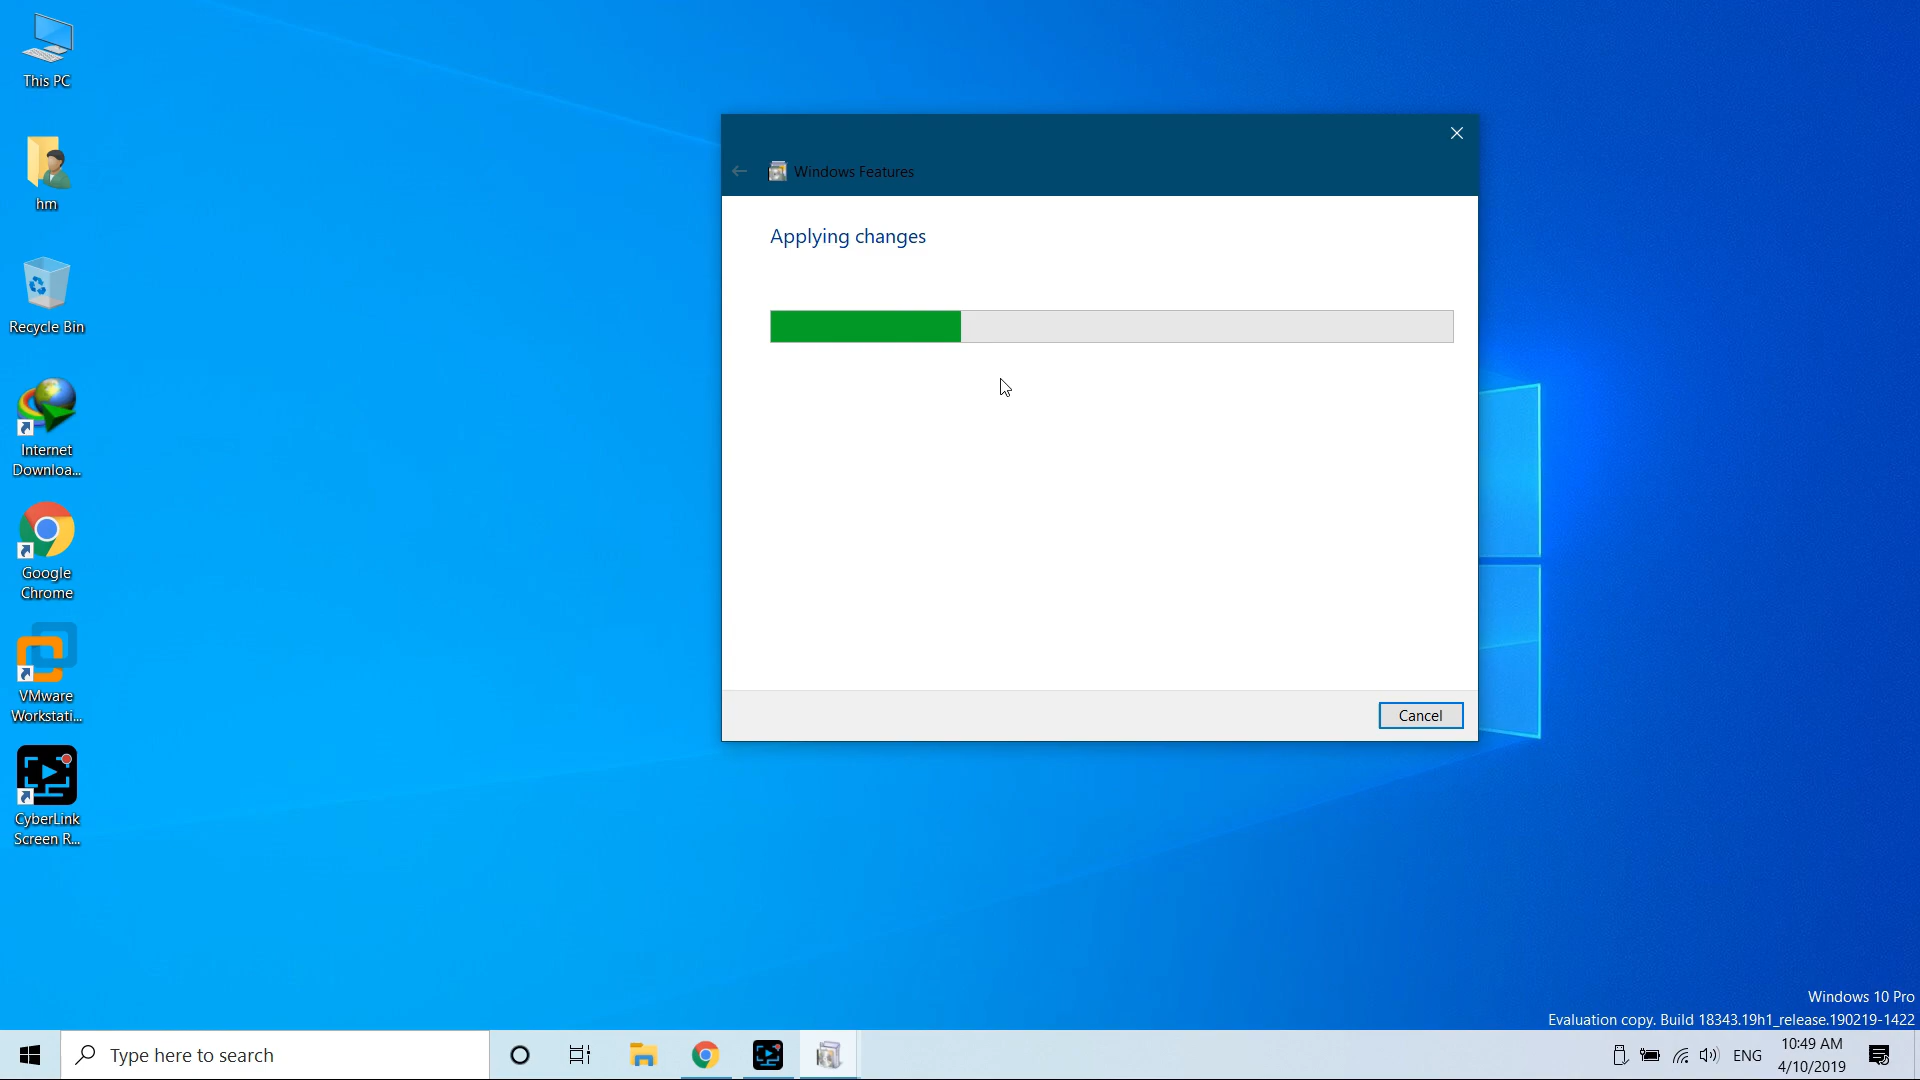 This PC
hm
Recycle Bin
Internet
Downloa...
Google
Chrome
VMware
Workstati...
CyberLink
Screen R...
Windows Features
Applying changes
Cancel
Windows 10 Pro
Evaluation copy. Build 18343.19h1_release.190219-1422
Type here to search
ENG
10:49 AM
4/10/2019